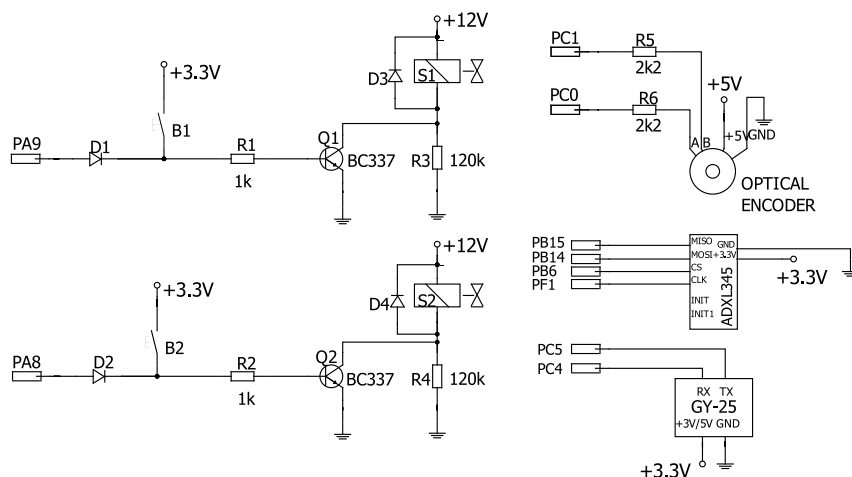 +12V
D3
S1
+3.3V
B1
PA9
D1
R1
1k
Q1
BC337
R3
120k
+12V
D4
S2
+3.3V
B2
PA8
D2
R2
1k
Q2
BC337
R4
120k
PC1
R5
2k2
PC0
R6
2k2
+5V
A B +5V GND
OPTICAL
ENCODER
PB15
PB14
PB6
PF1
MISO GND
MOSI +3.3V
CS
CLK
INIT
INIT1
ADXL345
+3.3V
PC5
PC4
RX TX
GY-25
+3V/5V GND
+3.3V